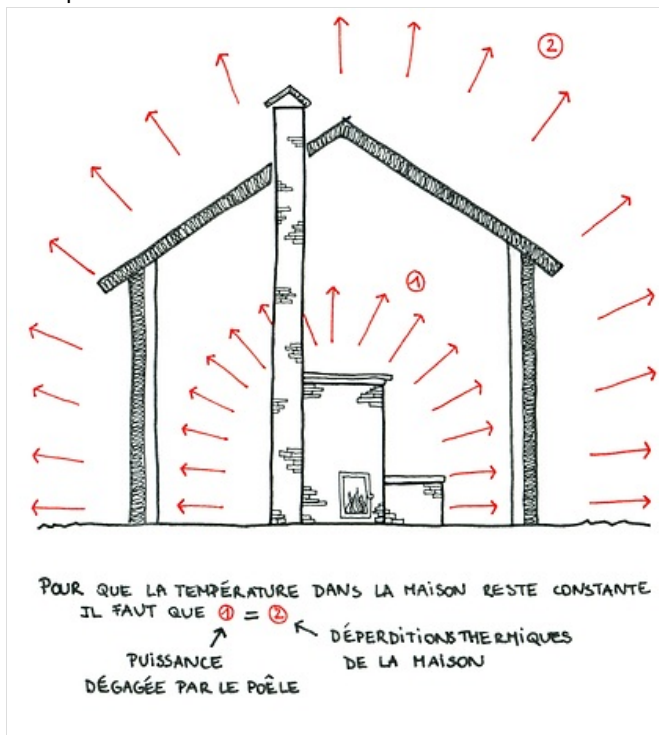 ②
①
POUR QUE LA TEMPÉRATURE DANS LA MAISON RESTE CONSTANTE
IL FAUT QUE ① = ②
PUISSANCE
DÉGAGÉE PAR LE POÊLE
DÉPERDITIONS THERMIQUES
DE LA MAISON